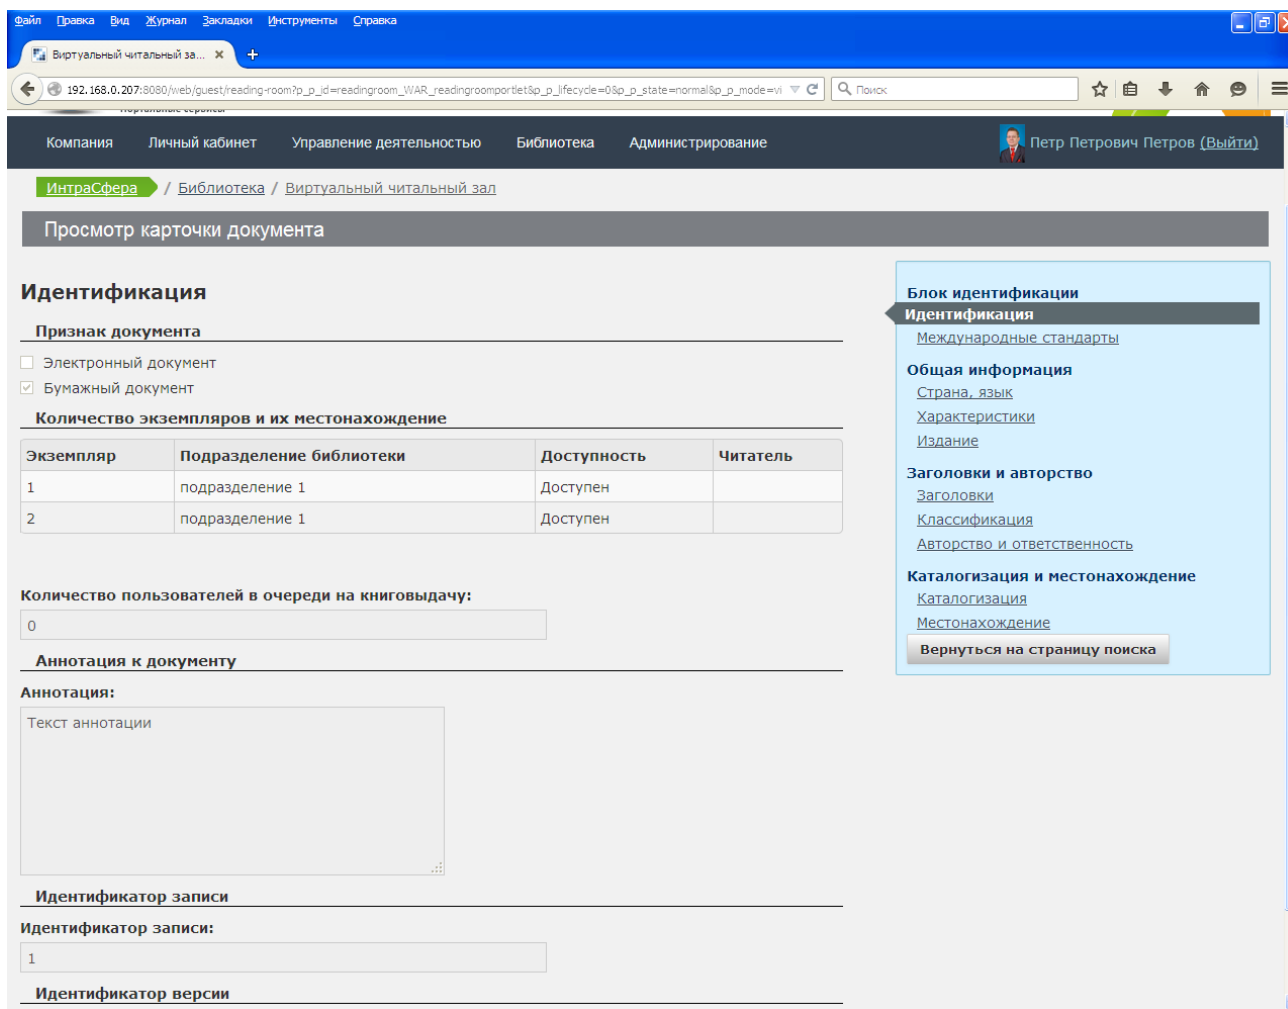 Файл Правка Вид Журнал Закладки Инструменты Справка
Виртуальный читальный за... × +
192.168.0.207:8080/web/guest/reading-room?p_p_id=readingroom_WAR_readingroomportlet&p_p_lifecycle=0&p_p_state=normal&p_p_mode=vi Поиск
Портальные сервисы
Компания Личный кабинет Управление деятельностью Библиотека Администрирование Петр Петрович Петров (Выйти)
ИнтраСфера / Библиотека / Виртуальный читальный зал
Просмотр карточки документа
Идентификация
Признак документа
Электронный документ
Бумажный документ
Количество экземпляров и их местонахождение
Экземпляр Подразделение библиотеки Доступность Читатель
1 подразделение 1 Доступен
2 подразделение 1 Доступен
Количество пользователей в очереди на книговыдачу:
0
Аннотация к документу
Аннотация:
Текст аннотации
Идентификатор записи
Идентификатор записи:
1
Идентификатор версии
Блок идентификации
Идентификация
Международные стандарты
Общая информация
Страна, язык
Характеристики
Издание
Заголовки и авторство
Заголовки
Классификация
Авторство и ответственность
Каталогизация и местонахождение
Каталогизация
Местонахождение
Вернуться на страницу поиска